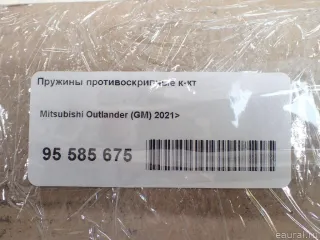 Пружины противоскрипные к-кт
Mitsubishi Outlander (GM) 2021>
95 585 675
eaural.ru